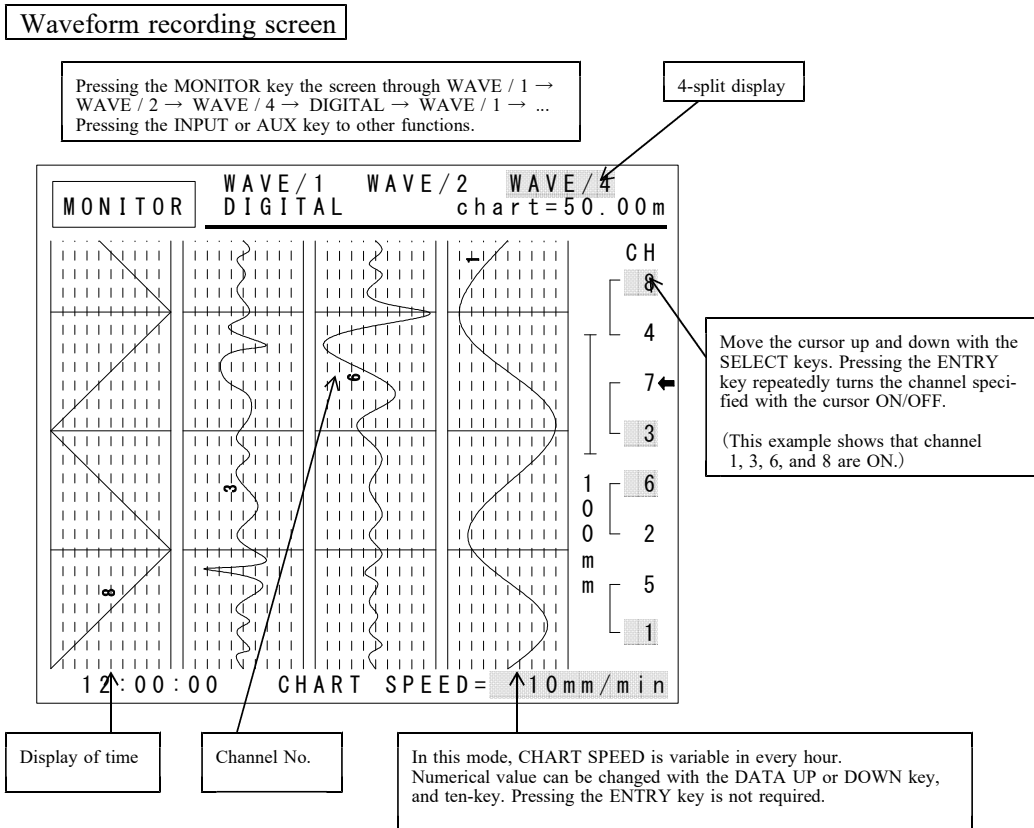 Waveform recording screen
Pressing the MONITOR key the screen through WAVE / 1 →
WAVE / 2 → WAVE / 4 → DIGITAL → WAVE / 1 → ...
Pressing the INPUT or AUX key to other functions.
4-split display
MONITOR
WAVE/1 WAVE/2 WAVE/4
DIGITAL chart=50.00m
CH
8
4
7
3
6
2
5
1
100mm
1
6
3
8
Move the cursor up and down with the
SELECT keys. Pressing the ENTRY
key repeatedly turns the channel speci-
fied with the cursor ON/OFF.
(This example shows that channel
1, 3, 6, and 8 are ON.)
12:00:00 CHART SPEED= 10mm/min
Display of time
Channel No.
In this mode, CHART SPEED is variable in every hour.
Numerical value can be changed with the DATA UP or DOWN key,
and ten-key. Pressing the ENTRY key is not required.